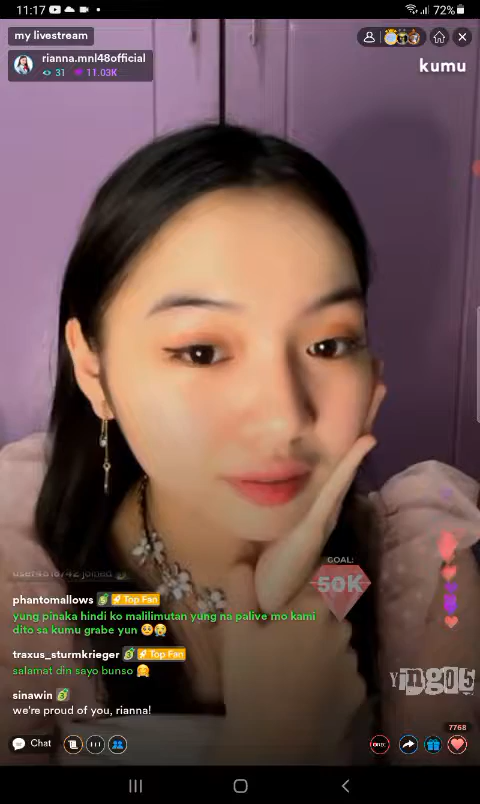 11:17
72%
my livestream
rianna.mnl48official
31 11.03K
kumu
GOAL:
50K
joined
phantomallows Top Fan
yung pinaka hindi ko malilimutan yung na palive mo kami
dito sa kumu grabe yun 🥺😭
traxus_sturmkrieger Top Fan
salamat din sayo bunso 🤗
sinawin
we're proud of you, rianna!
Ying05
7768
Chat